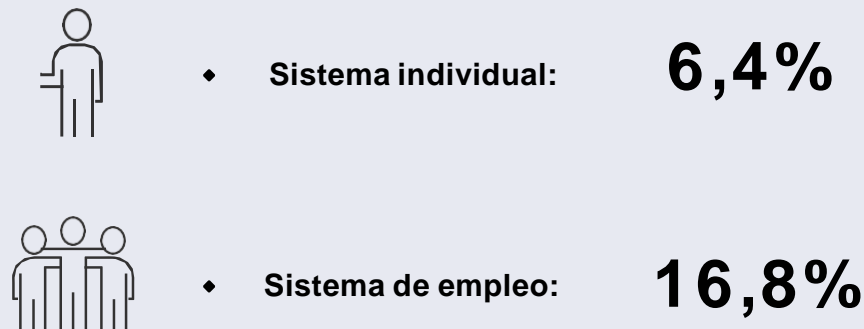 • Sistema individual: 6,4%
• Sistema de empleo: 16,8%